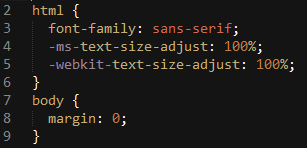 2 html {
3   font-family: sans-serif;
4   -ms-text-size-adjust: 100%;
5   -webkit-text-size-adjust: 100%;
6 }
7 body {
8   margin: 0;
9 }